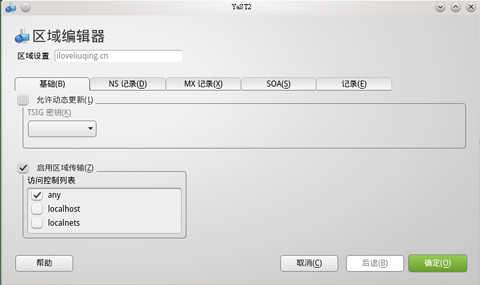 YaST2
区域编辑器
区域设置 iloveliuqing.cn
基础(B) NS 记录(D) MX 记录(X) SOA(S) 记录(E)
允许动态更新(L)
TSIG 密钥(K)
启用区域传输(Z)
访问控制列表
any
localhost
localnets
帮助 取消(C) 后退(B) 确定(O)